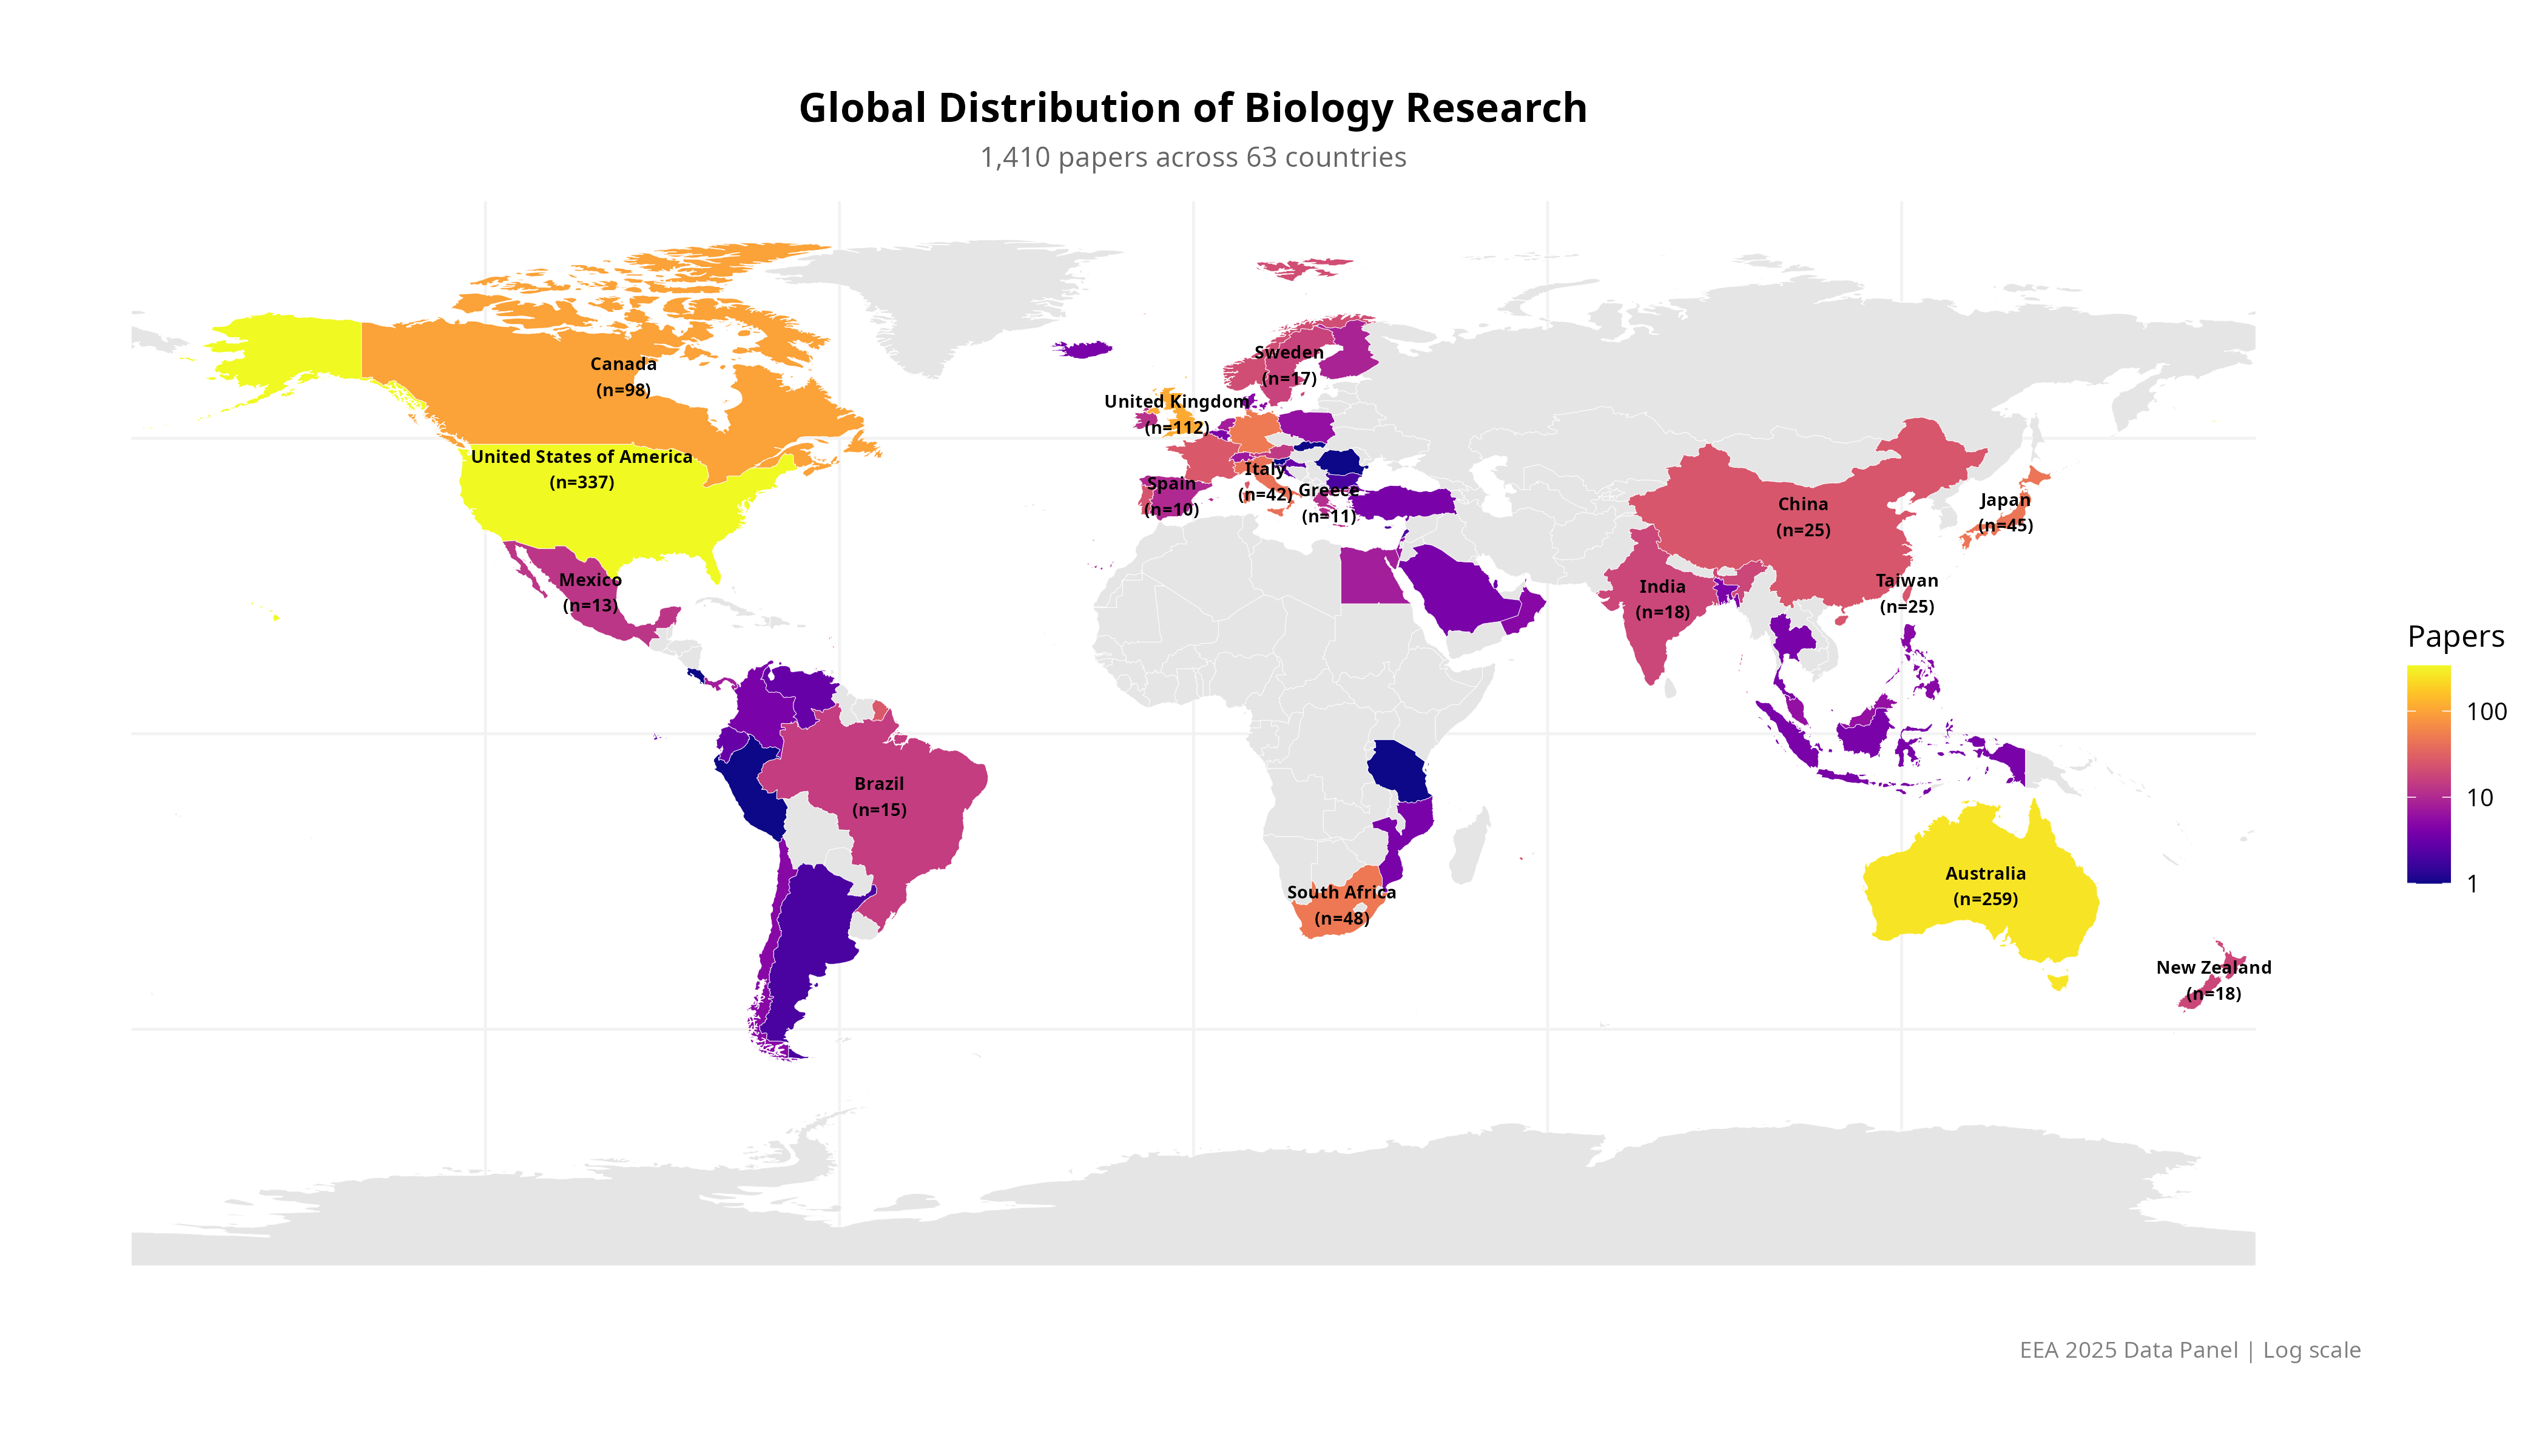 Global Distribution of Biology Research
1,410 papers across 63 countries
Canada
(n=98)
United States of America
(n=337)
Mexico
(n=13)
Brazil
(n=15)
Sweden
(n=17)
United Kingdom
(n=112)
Italy
(n=42)
Spain
(n=10)
Greece
(n=11)
South Africa
(n=48)
China
(n=25)
Japan
(n=45)
India
(n=18)
Taiwan
(n=25)
Australia
(n=259)
New Zealand
(n=18)
Papers
100
10
1
EEA 2025 Data Panel | Log scale